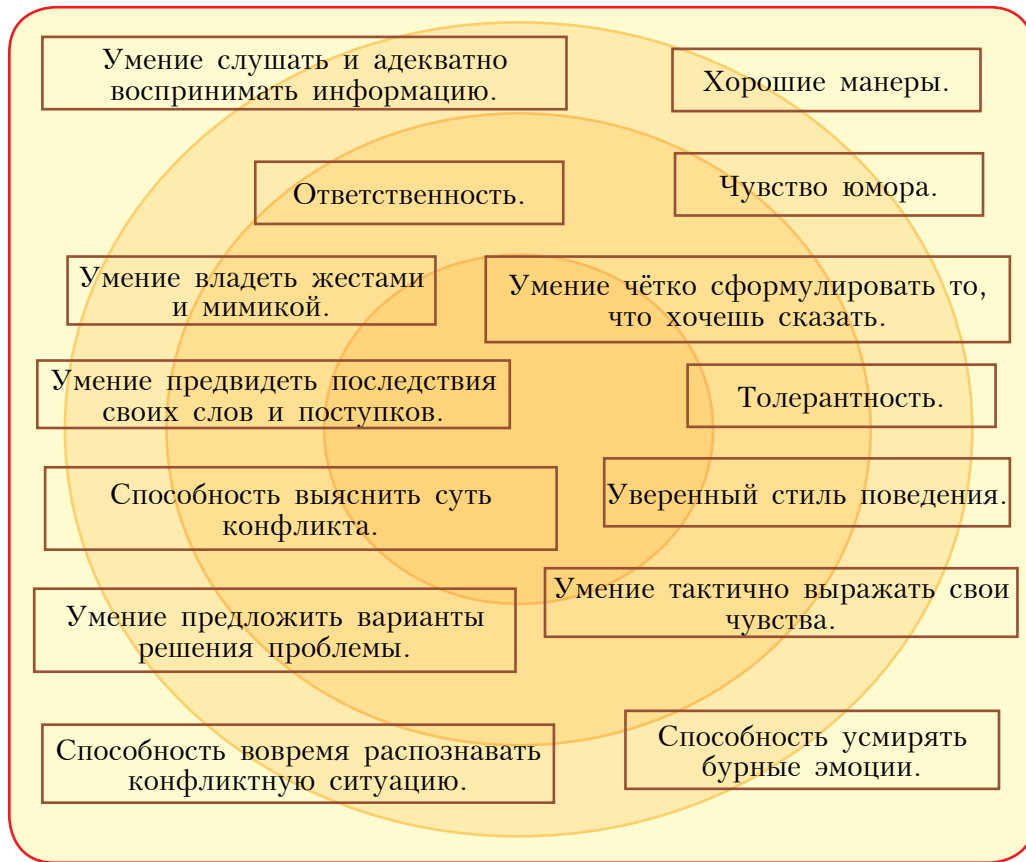 Умение слушать и адекватно
воспринимать информацию.
Хорошие манеры.
Ответственность.
Чувство юмора.
Умение владеть жестами
и мимикой.
Умение чётко сформулировать то,
что хочешь сказать.
Умение предвидеть последствия
своих слов и поступков.
Толерантность.
Способность выяснить суть
конфликта.
Уверенный стиль поведения.
Умение предложить варианты
решения проблемы.
Умение тактично выражать свои
чувства.
Способность вовремя распознавать
конфликтную ситуацию.
Способность усмирять
бурные эмоции.